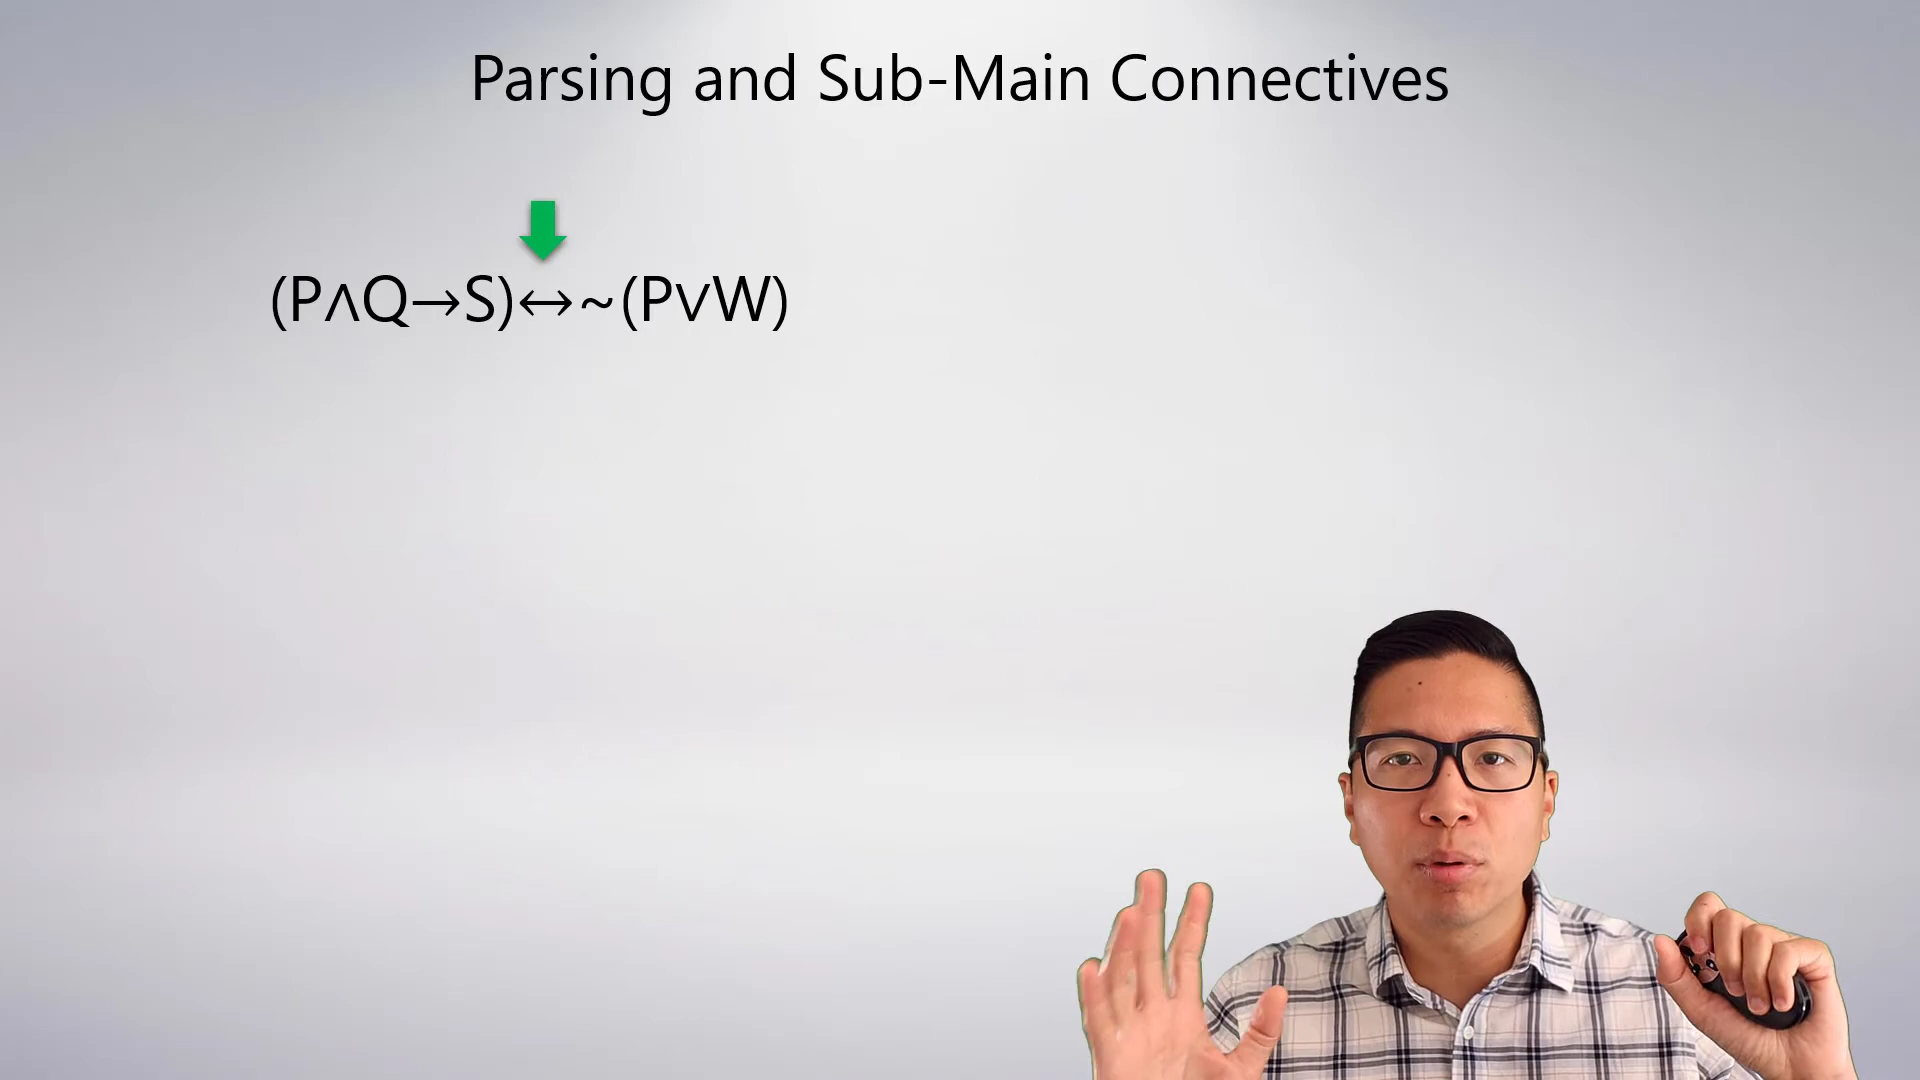 Parsing and Sub-Main Connectives
(P∧Q→S)↔~(P∨W)